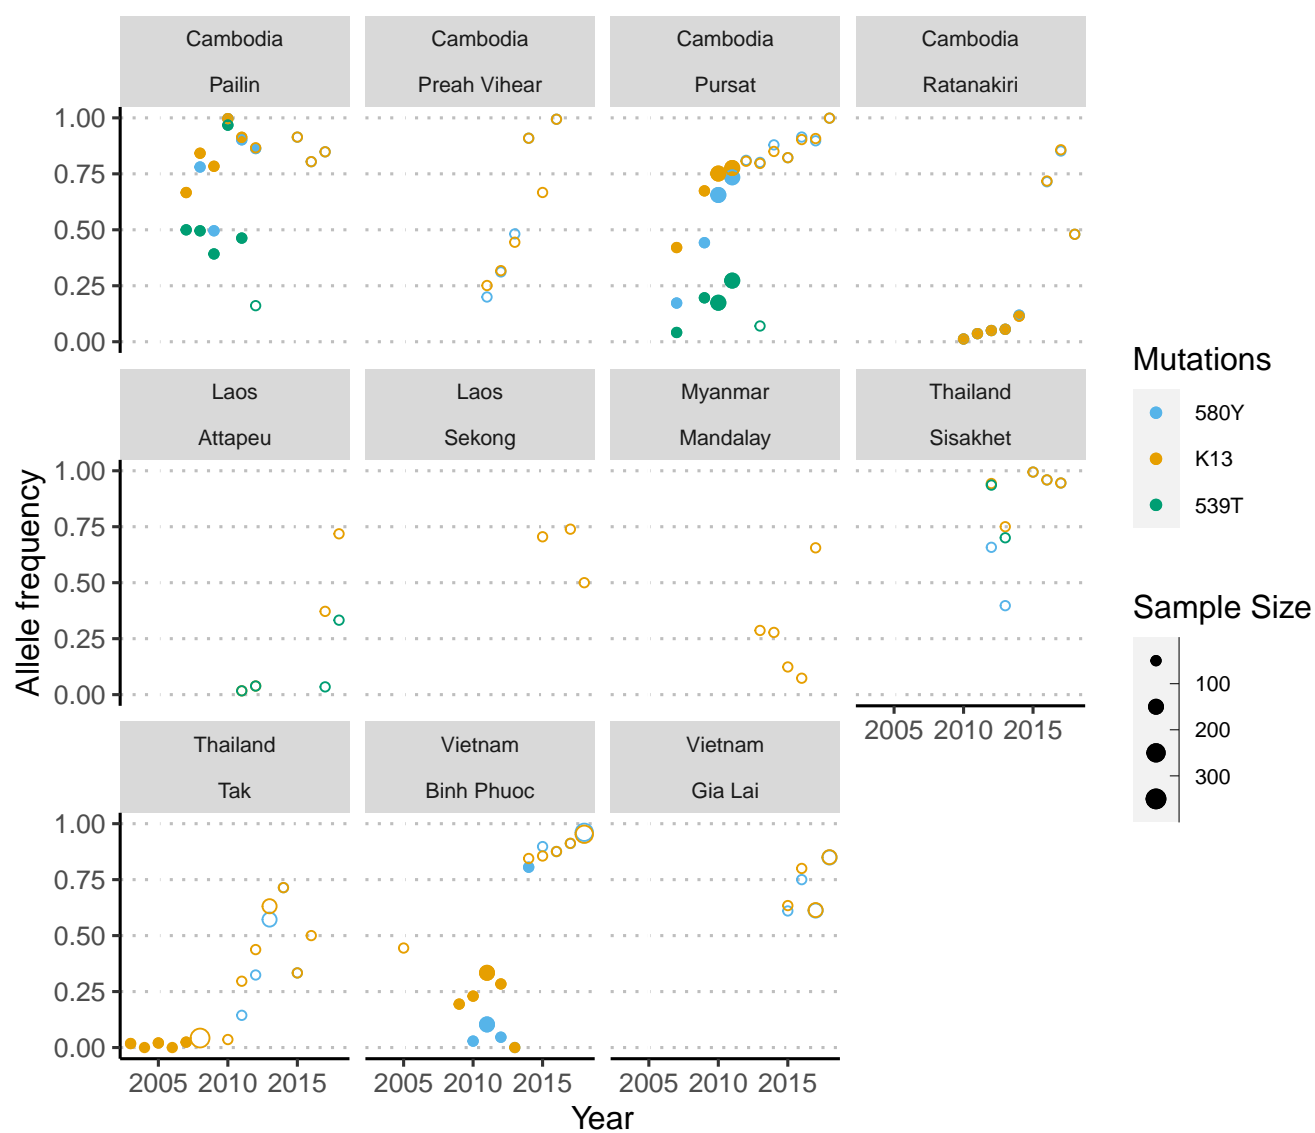 Cambodia
Pailin
Cambodia
Preah Vihear
Cambodia
Pursat
Cambodia
Ratanakiri
1.00
0.75
0.50
0.25
0.00
Laos
Attapeu
Laos
Sekong
Myanmar
Mandalay
Thailand
Sisakhet
1.00
0.75
0.50
0.25
0.00
2005 2010 2015
Thailand
Tak
Vietnam
Binh Phuoc
Vietnam
Gia Lai
1.00
0.75
0.50
0.25
0.00
2005 2010 2015
2005 2010 2015
2005 2010 2015
Allele frequency
Year
Mutations
580Y
K13
539T
Sample Size
100
200
300